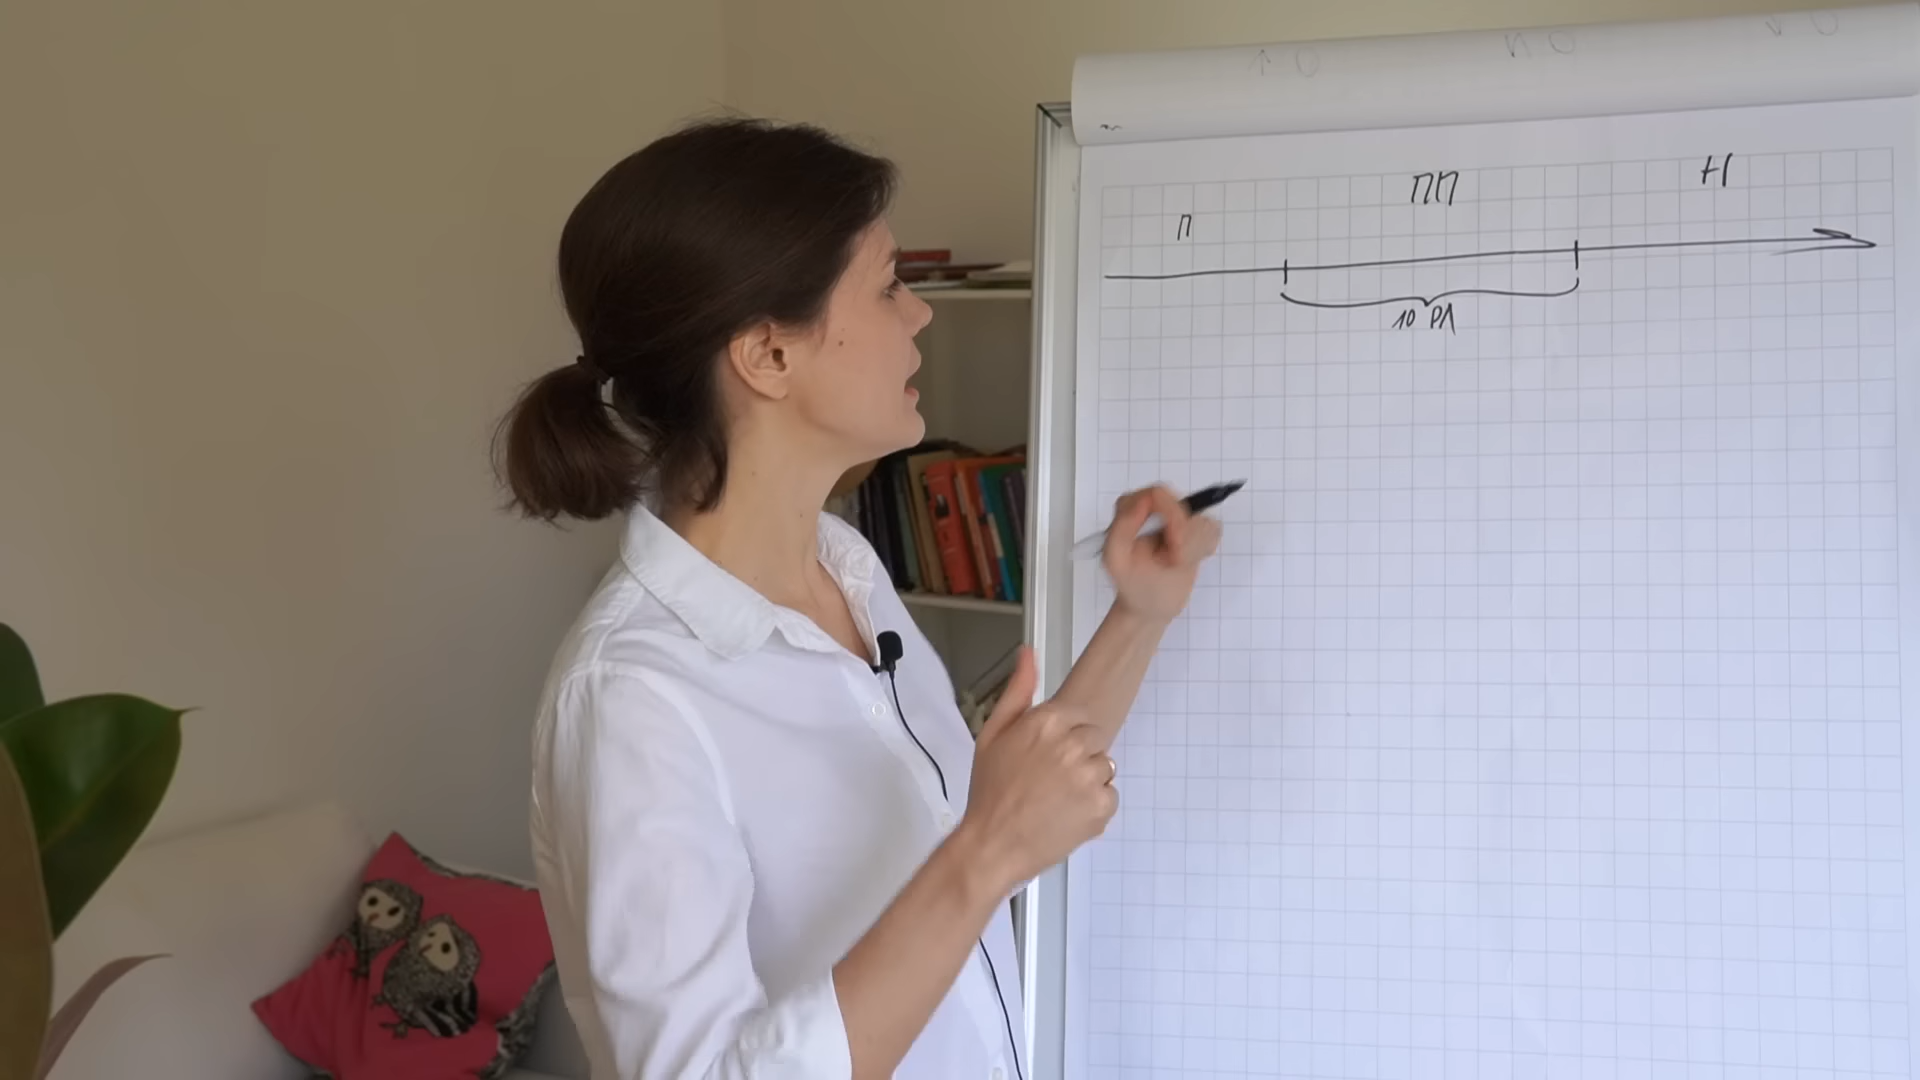 ↑ О
N О
↓ О
П ПП Н
10 РЛ